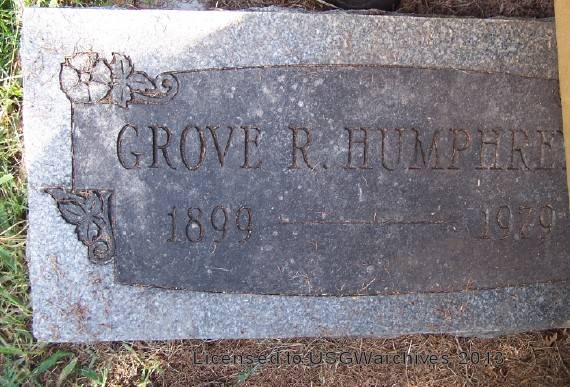 GROVE R. HUMPHRE
1899 1979
Licensed to USGWarchives, 2013